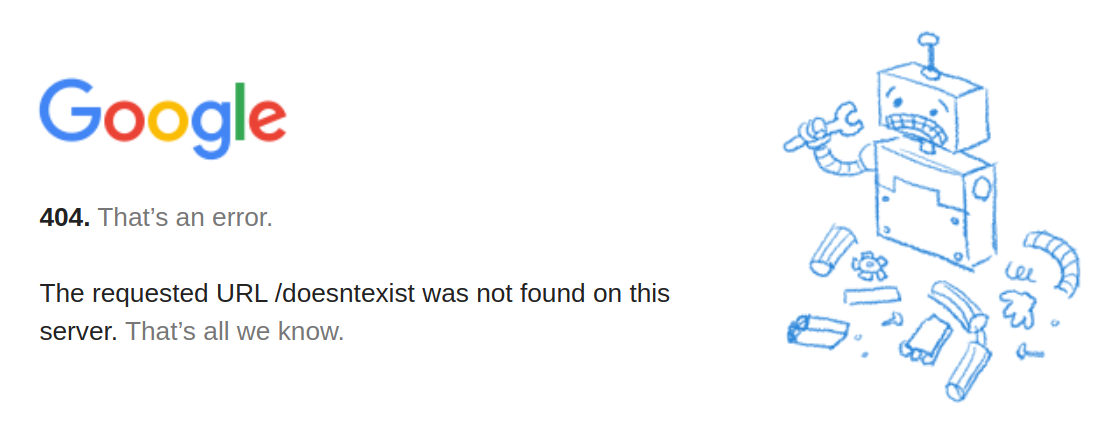 Google
404. That’s an error.
The requested URL /doesntexist was not found on this
server. That’s all we know.